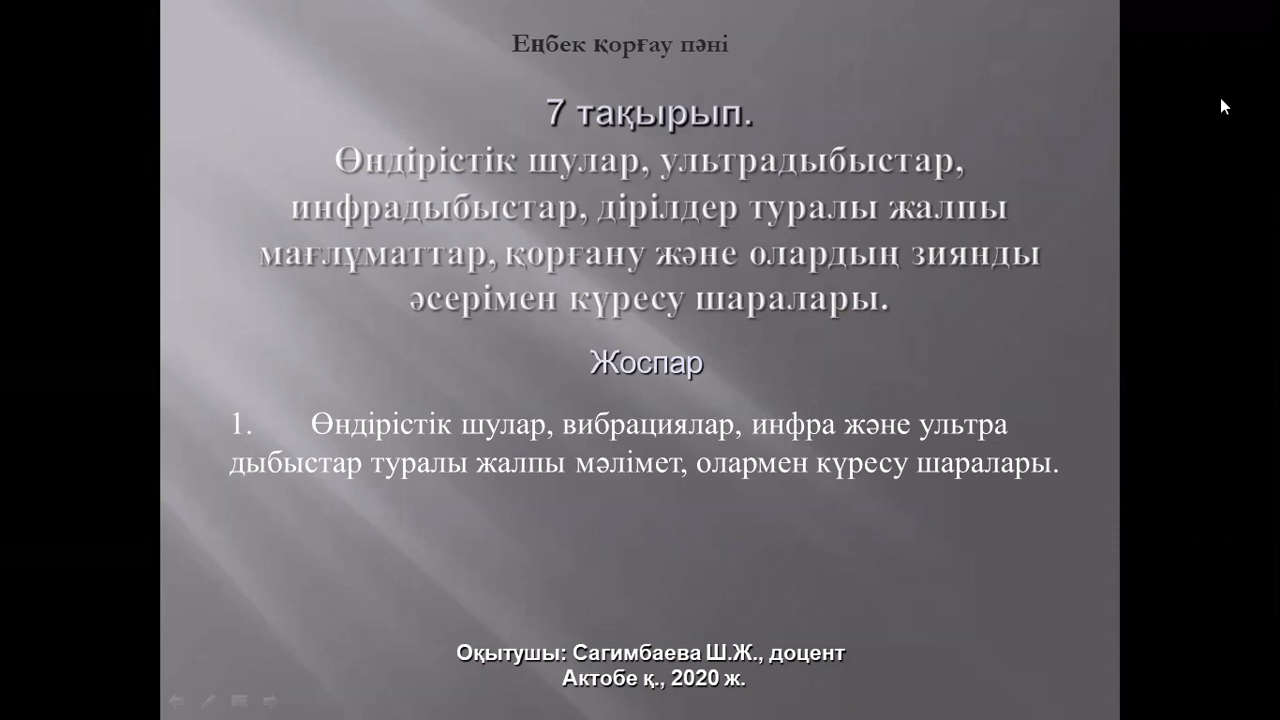 Еңбек қорғау пәні
7 тақырып.
Өндірістік шулар, ультрадыбыстар,
инфрадыбыстар, дірілдер туралы жалпы
мағлұматтар, қорғану және олардың зиянды
әсерімен күресу шаралары.
Жоспар
1. Өндірістік шулар, вибрациялар, инфра және ультра
дыбыстар туралы жалпы мәлімет, олармен күресу шаралары.
Оқытушы: Сагимбаева Ш.Ж., доцент
Актобе қ., 2020 ж.